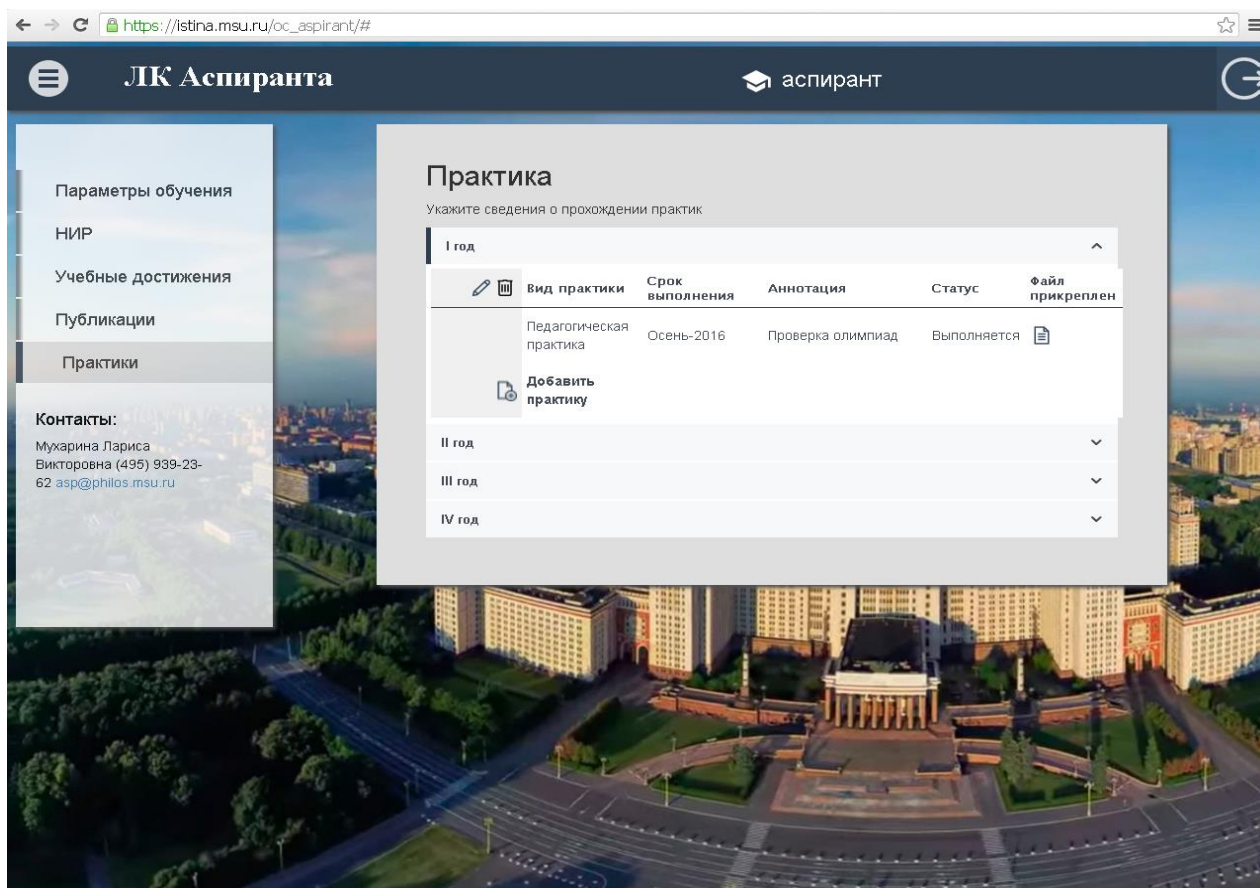 https://istina.msu.ru/oc_aspirant/#
ЛК Аспиранта
аспирант
Параметры обучения
НИР
Учебные достижения
Публикации
Практики
Контакты:
Мухарина Лариса
Викторовна (495) 939-23-
62 asp@philos.msu.ru
Практика
Укажите сведения о прохождении практик
I год
Вид практики Срок выполнения Аннотация Статус Файл прикреплен
Педагогическая практика Осень-2016 Проверка олимпиад Выполняется
Добавить
практику
II год
III год
IV год